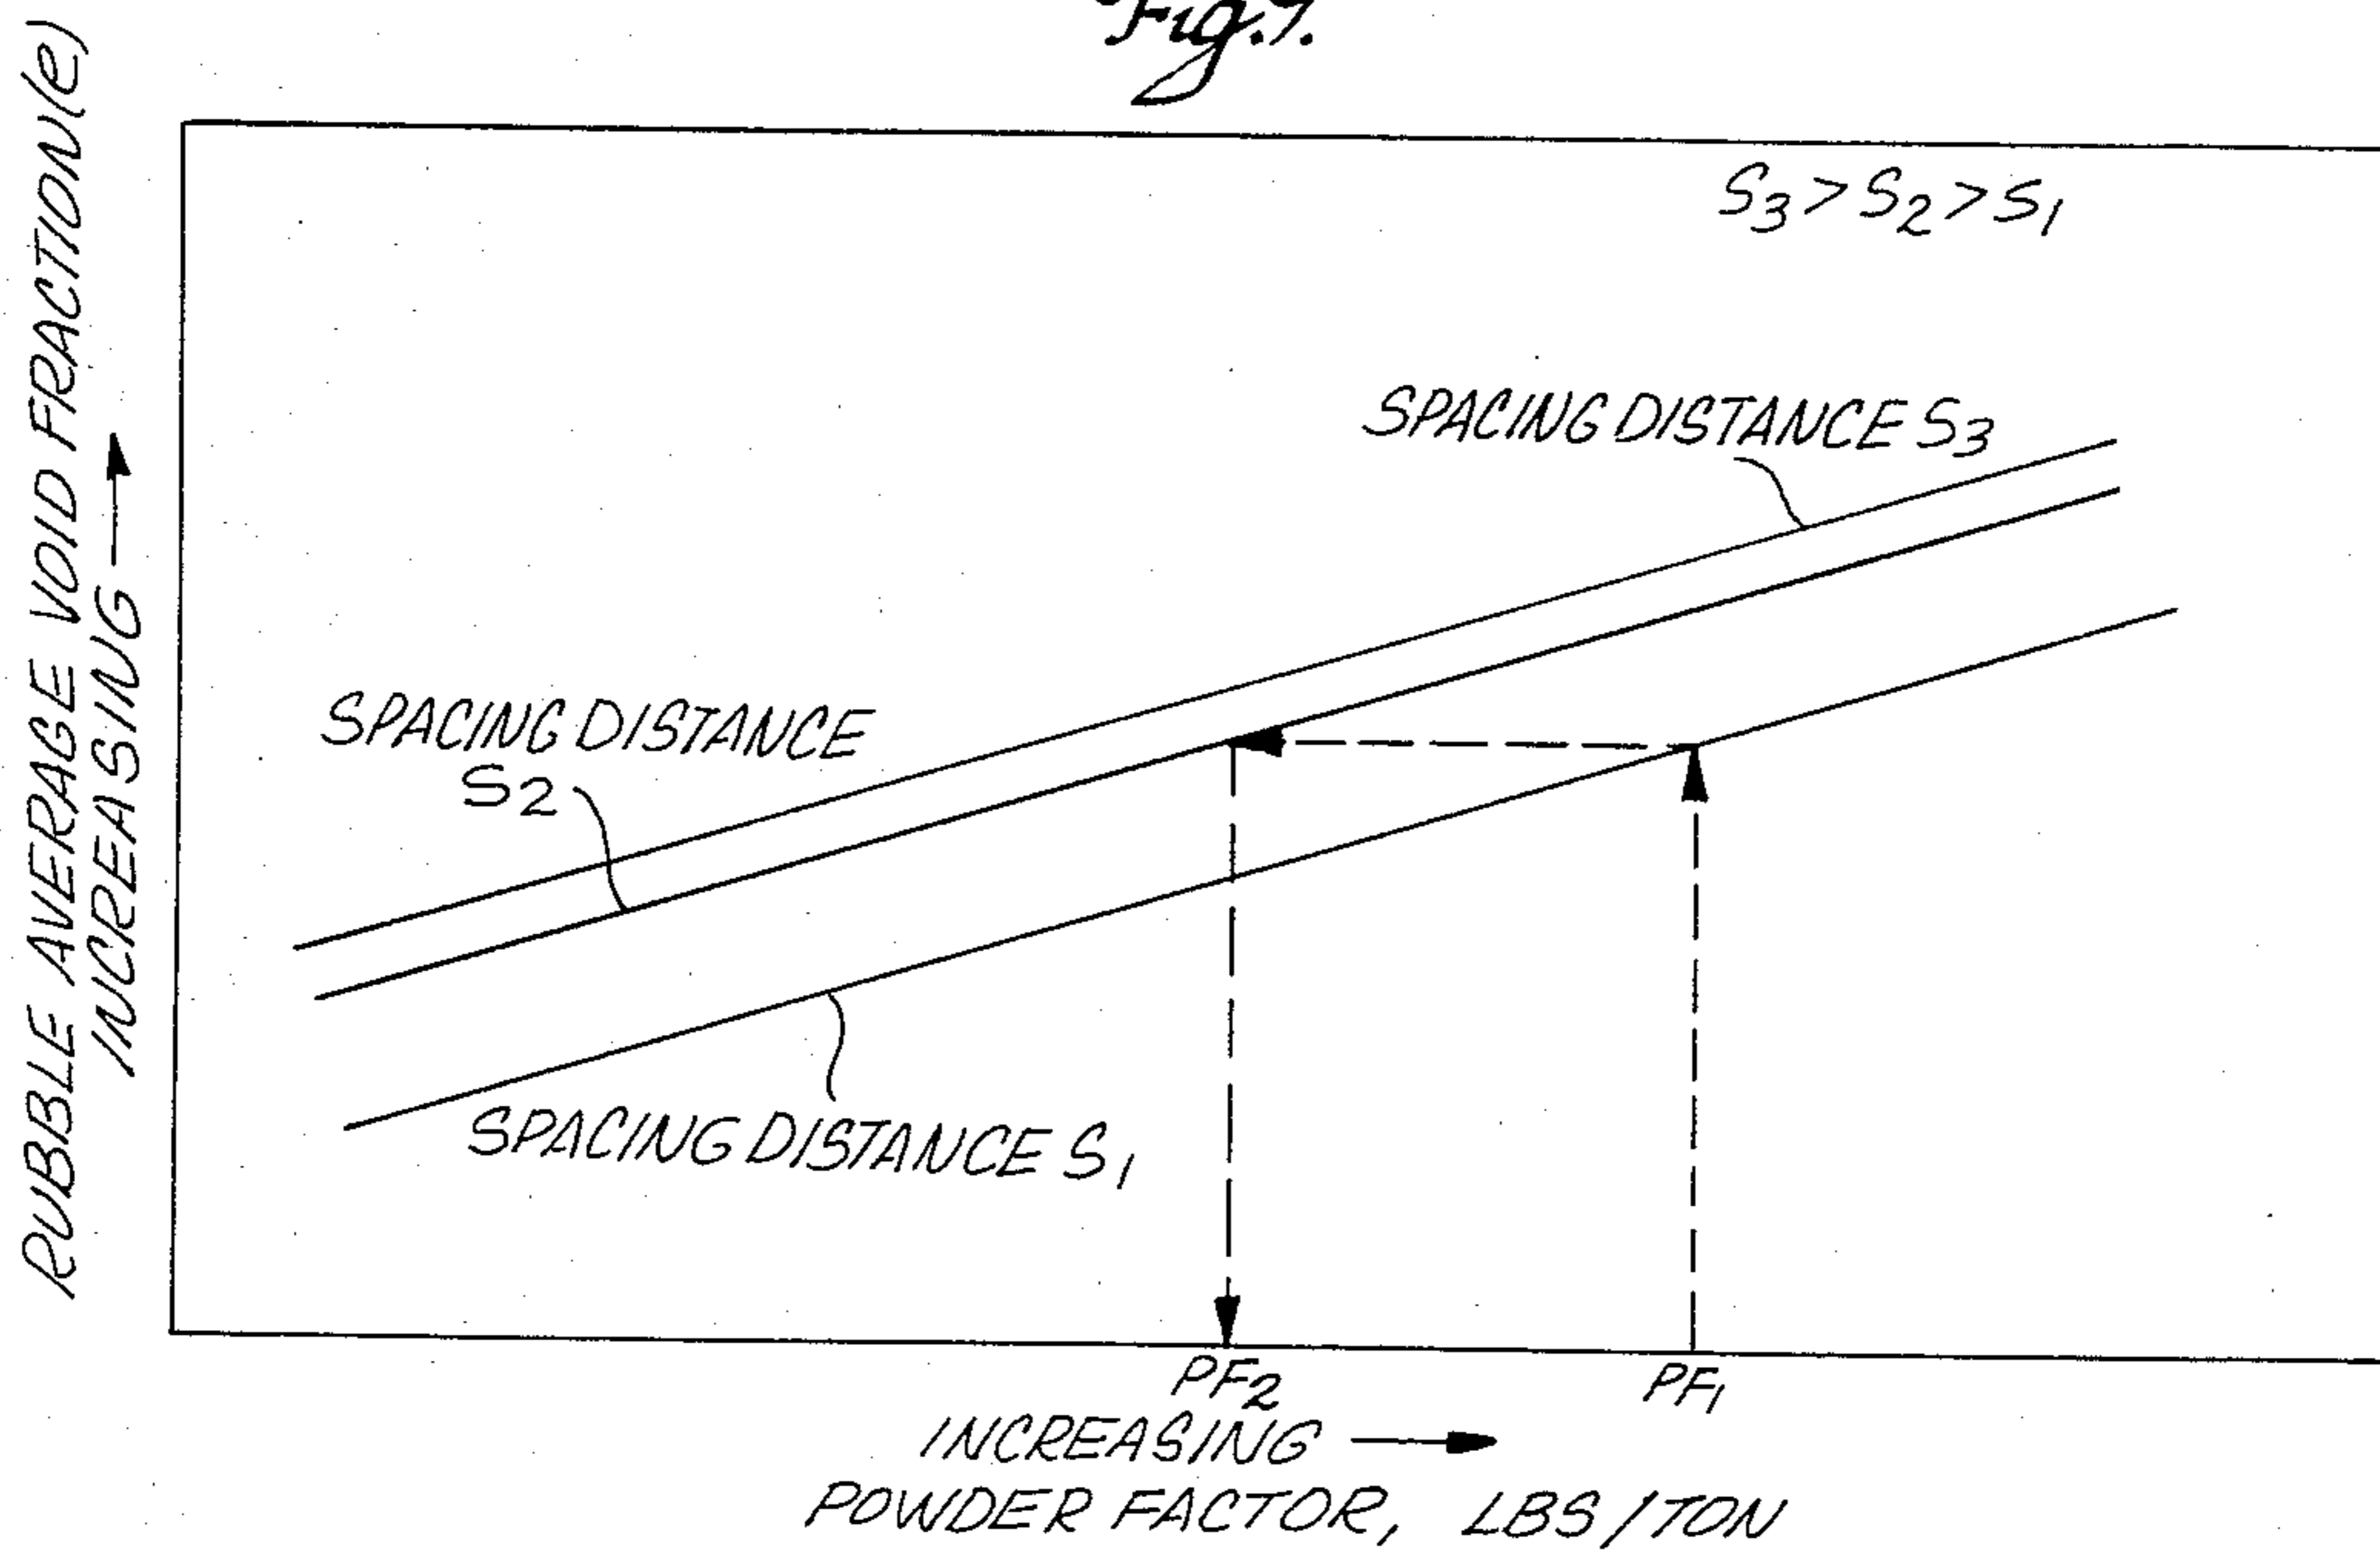 Fig.7.
RUBBLE AVERAGE VOID FRACTION (e)
INCREASING
S3 > S2 > S1
SPACING DISTANCE S3
SPACING DISTANCE
S2
SPACING DISTANCE S1
PF2
PF1
INCREASING
POWDER FACTOR, LBS / TON